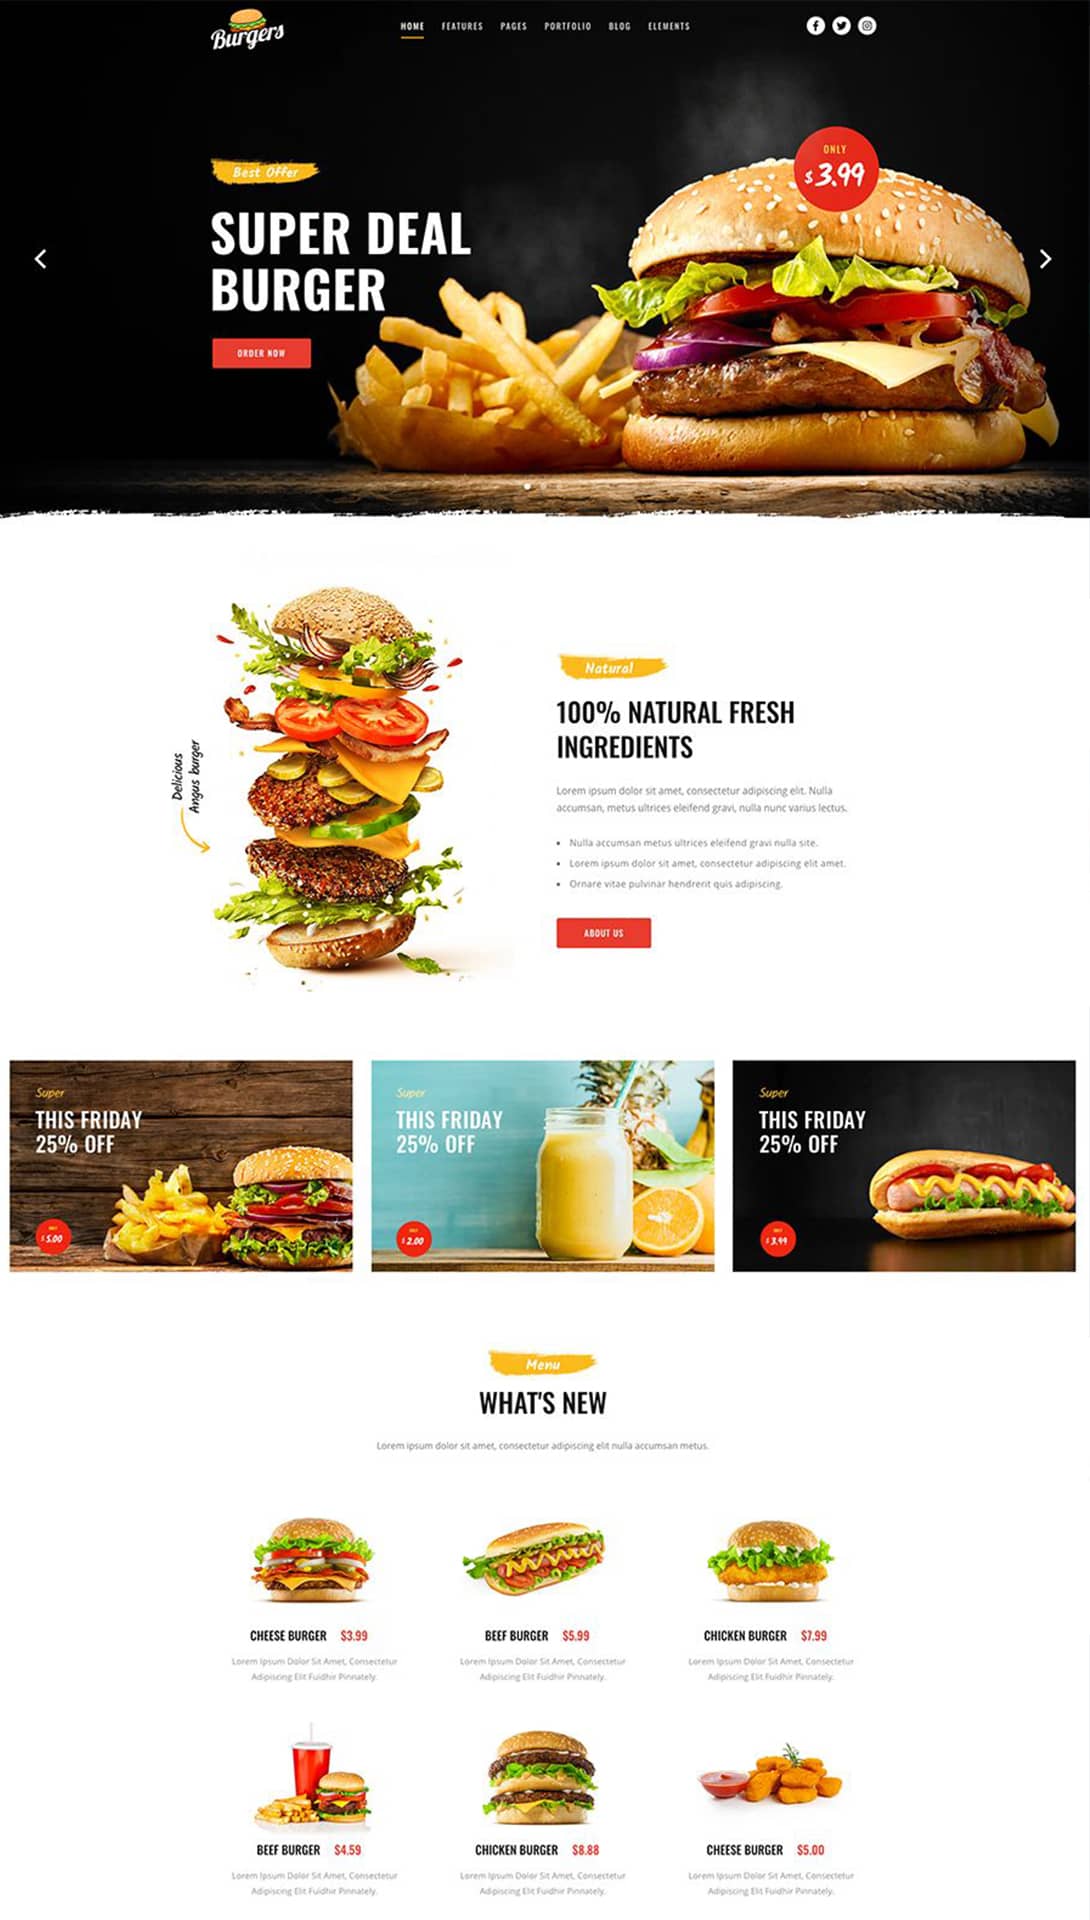 Burgers
HOME FEATURES PAGES PORTFOLIO BLOG ELEMENTS
Best Offer
SUPER DEAL
BURGER
ORDER NOW
ONLY
$3.99
Delicious
Angus burger
Natural
100% NATURAL FRESH
INGREDIENTS
Lorem ipsum dolor sit amet, consectetur adipiscing elit. Nulla
accumsan, metus ultrices eleifend gravi, nulla nunc varius lectus.
• Nulla accumsan metus ultrices eleifend gravi nulla site.
• Lorem ipsum dolor sit amet, consectetur adipiscing elit amet.
• Ornare vitae pulvinar hendrerit quis adipiscing.
ABOUT US
Super
THIS FRIDAY
25% OFF
ONLY
$5.00
Super
THIS FRIDAY
25% OFF
ONLY
$2.00
Super
THIS FRIDAY
25% OFF
ONLY
$3.99
Menu
WHAT'S NEW
Lorem ipsum dolor sit amet, consectetur adipiscing elit nulla accumsan metus.
CHEESE BURGER $3.99
Lorem Ipsum Dolor Sit Amet, Consectetur
Adipiscing Elit Fuidhir Pinnately.
BEEF BURGER $5.99
Lorem Ipsum Dolor Sit Amet, Consectetur
Adipiscing Elit Fuidhir Pinnately.
CHICKEN BURGER $7.99
Lorem Ipsum Dolor Sit Amet, Consectetur
Adipiscing Elit Fuidhir Pinnately.
BEEF BURGER $4.59
Lorem Ipsum Dolor Sit Amet, Consectetur
Adipiscing Elit Fuidhir Pinnately.
CHICKEN BURGER $8.88
Lorem Ipsum Dolor Sit Amet, Consectetur
Adipiscing Elit Fuidhir Pinnately.
CHEESE BURGER $5.00
Lorem Ipsum Dolor Sit Amet, Consectetur
Adipiscing Elit Fuidhir Pinnately.